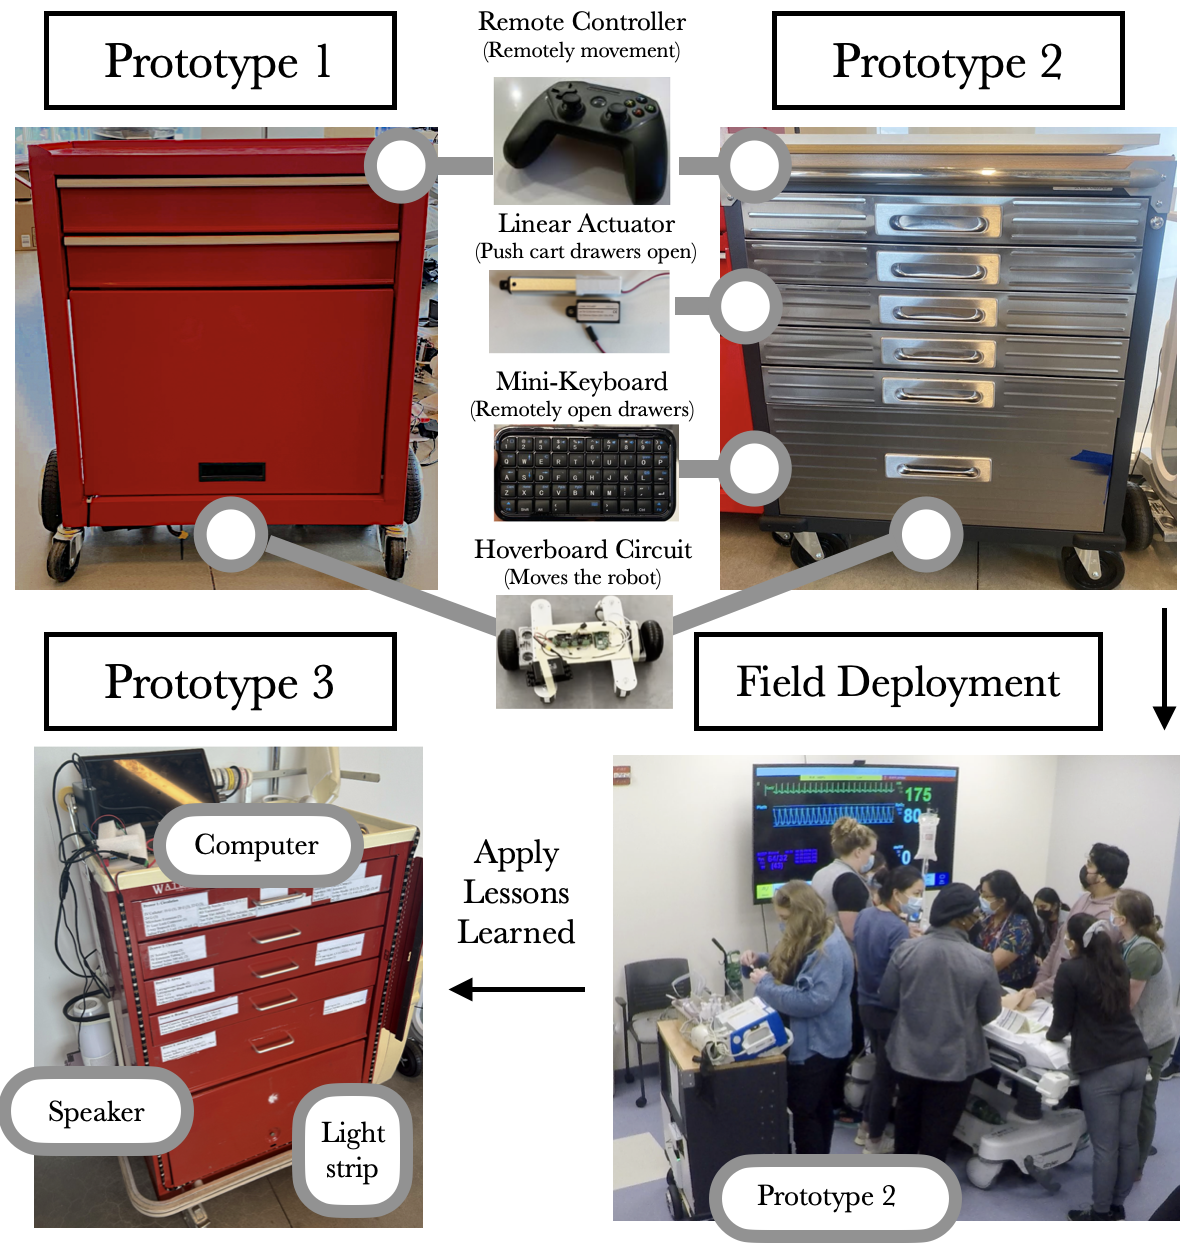 Prototype 1
Remote Controller
(Remotely movement)
Prototype 2
Linear Actuator
(Push cart drawers open)
Mini-Keyboard
(Remotely open drawers)
Hoverboard Circuit
(Moves the robot)
Prototype 3
Field Deployment
Computer
Apply
Lessons
Learned
175
80
0
Speaker
Light
strip
Prototype 2